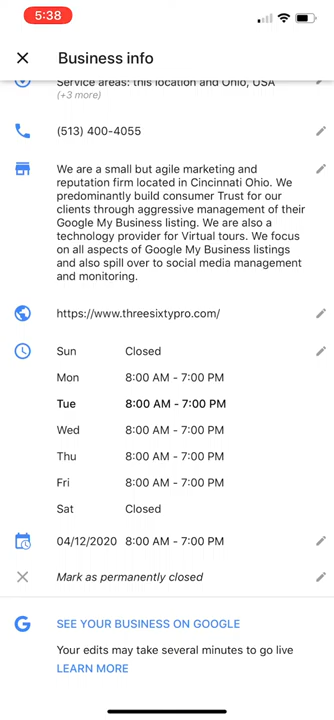 5:38
Business info
Service areas: this location and Ohio, USA
(+3 more)
(513) 400-4055
We are a small but agile marketing and
reputation firm located in Cincinnati Ohio. We
predominantly build consumer Trust for our
clients through aggressive management of their
Google My Business listing. We are also a
technology provider for Virtual tours. We focus
on all aspects of Google My Business listings
and also spill over to social media management
and monitoring.
https://www.threesixtypro.com/
Sun Closed
Mon 8:00 AM - 7:00 PM
Tue 8:00 AM - 7:00 PM
Wed 8:00 AM - 7:00 PM
Thu 8:00 AM - 7:00 PM
Fri 8:00 AM - 7:00 PM
Sat Closed
04/12/2020 8:00 AM - 7:00 PM
Mark as permanently closed
SEE YOUR BUSINESS ON GOOGLE
Your edits may take several minutes to go live
LEARN MORE